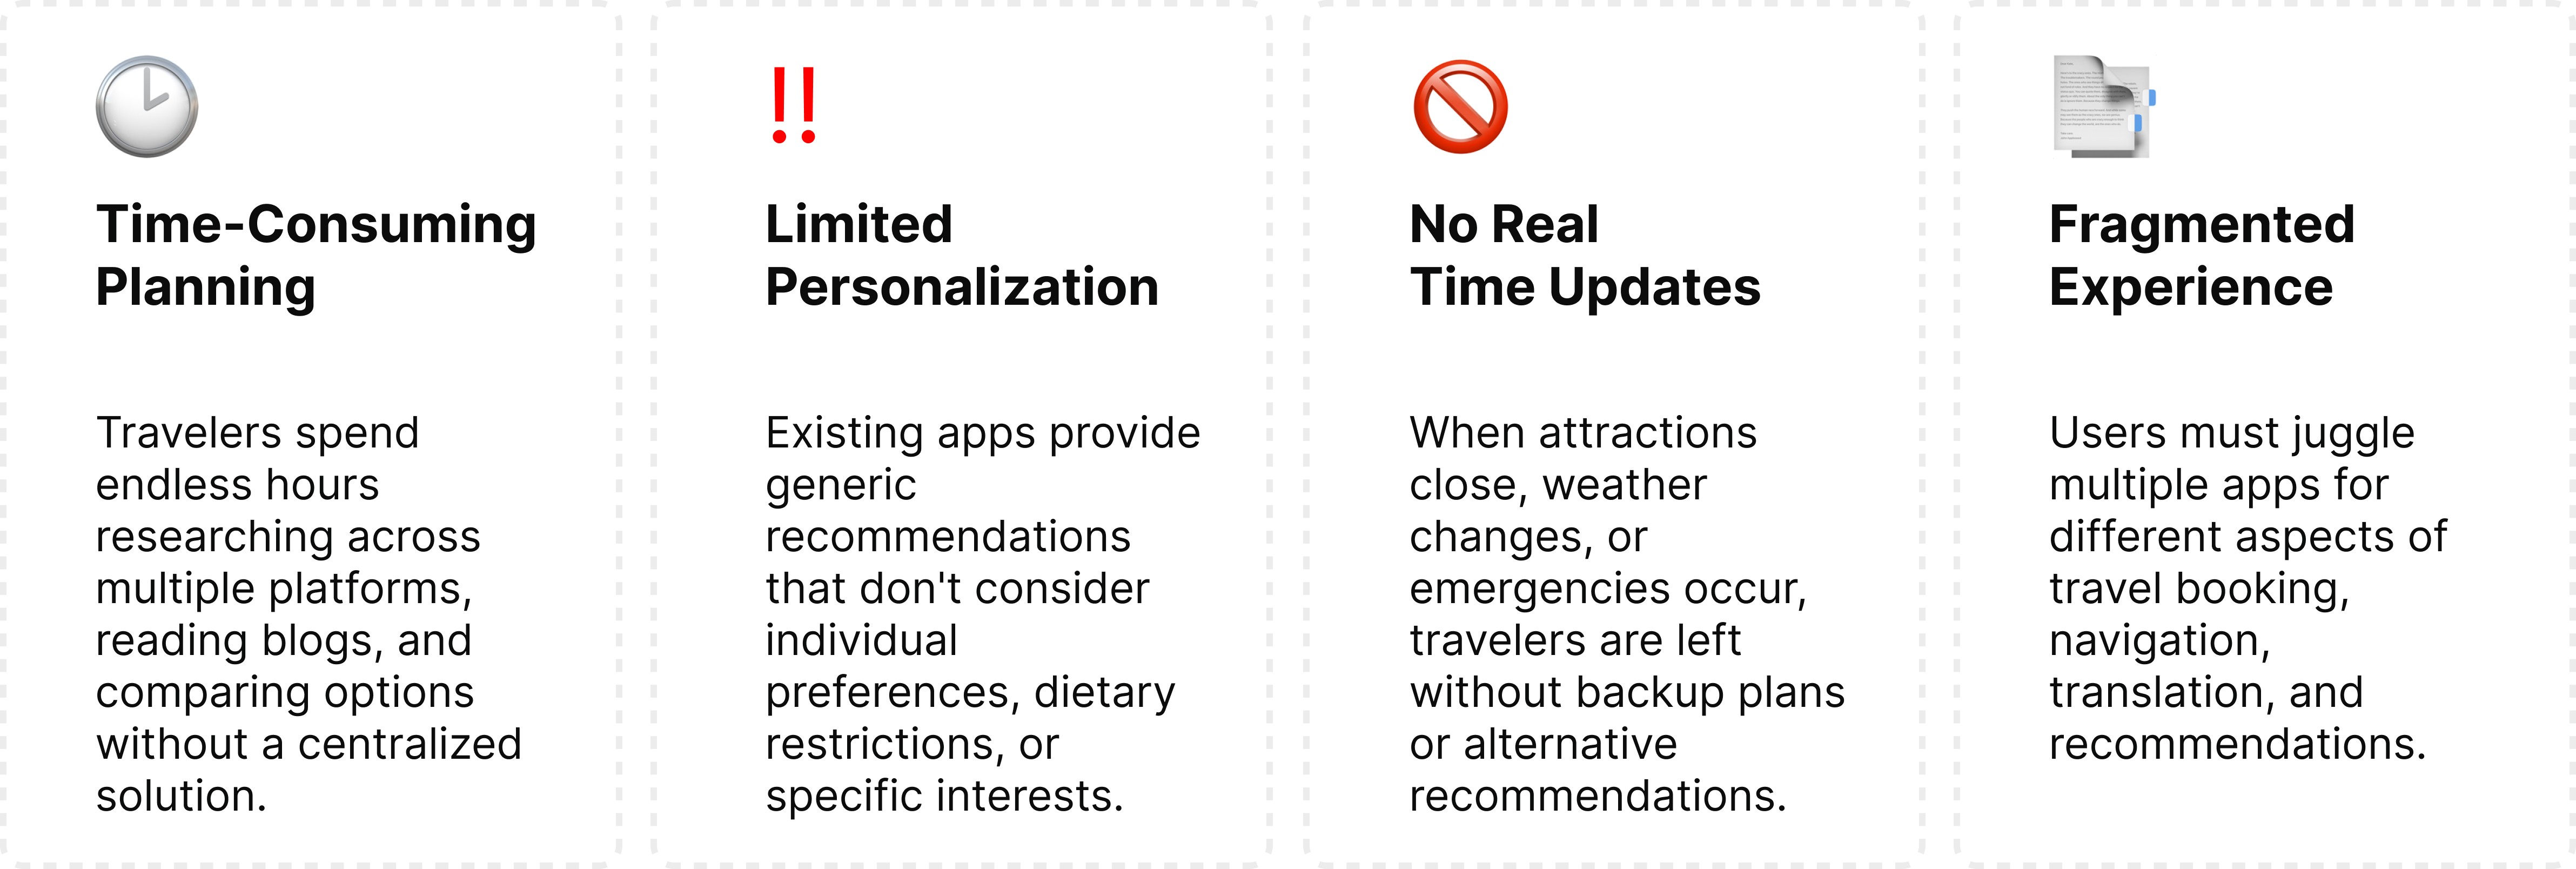 Time-Consuming
Planning
Travelers spend
endless hours
researching across
multiple platforms,
reading blogs, and
comparing options
without a centralized
solution.
Limited
Personalization
Existing apps provide
generic
recommendations
that don't consider
individual
preferences, dietary
restrictions, or
specific interests.
No Real
Time Updates
When attractions
close, weather
changes, or
emergencies occur,
travelers are left
without backup plans
or alternative
recommendations.
Fragmented
Experience
Users must juggle
multiple apps for
different aspects of
travel booking,
navigation,
translation, and
recommendations.